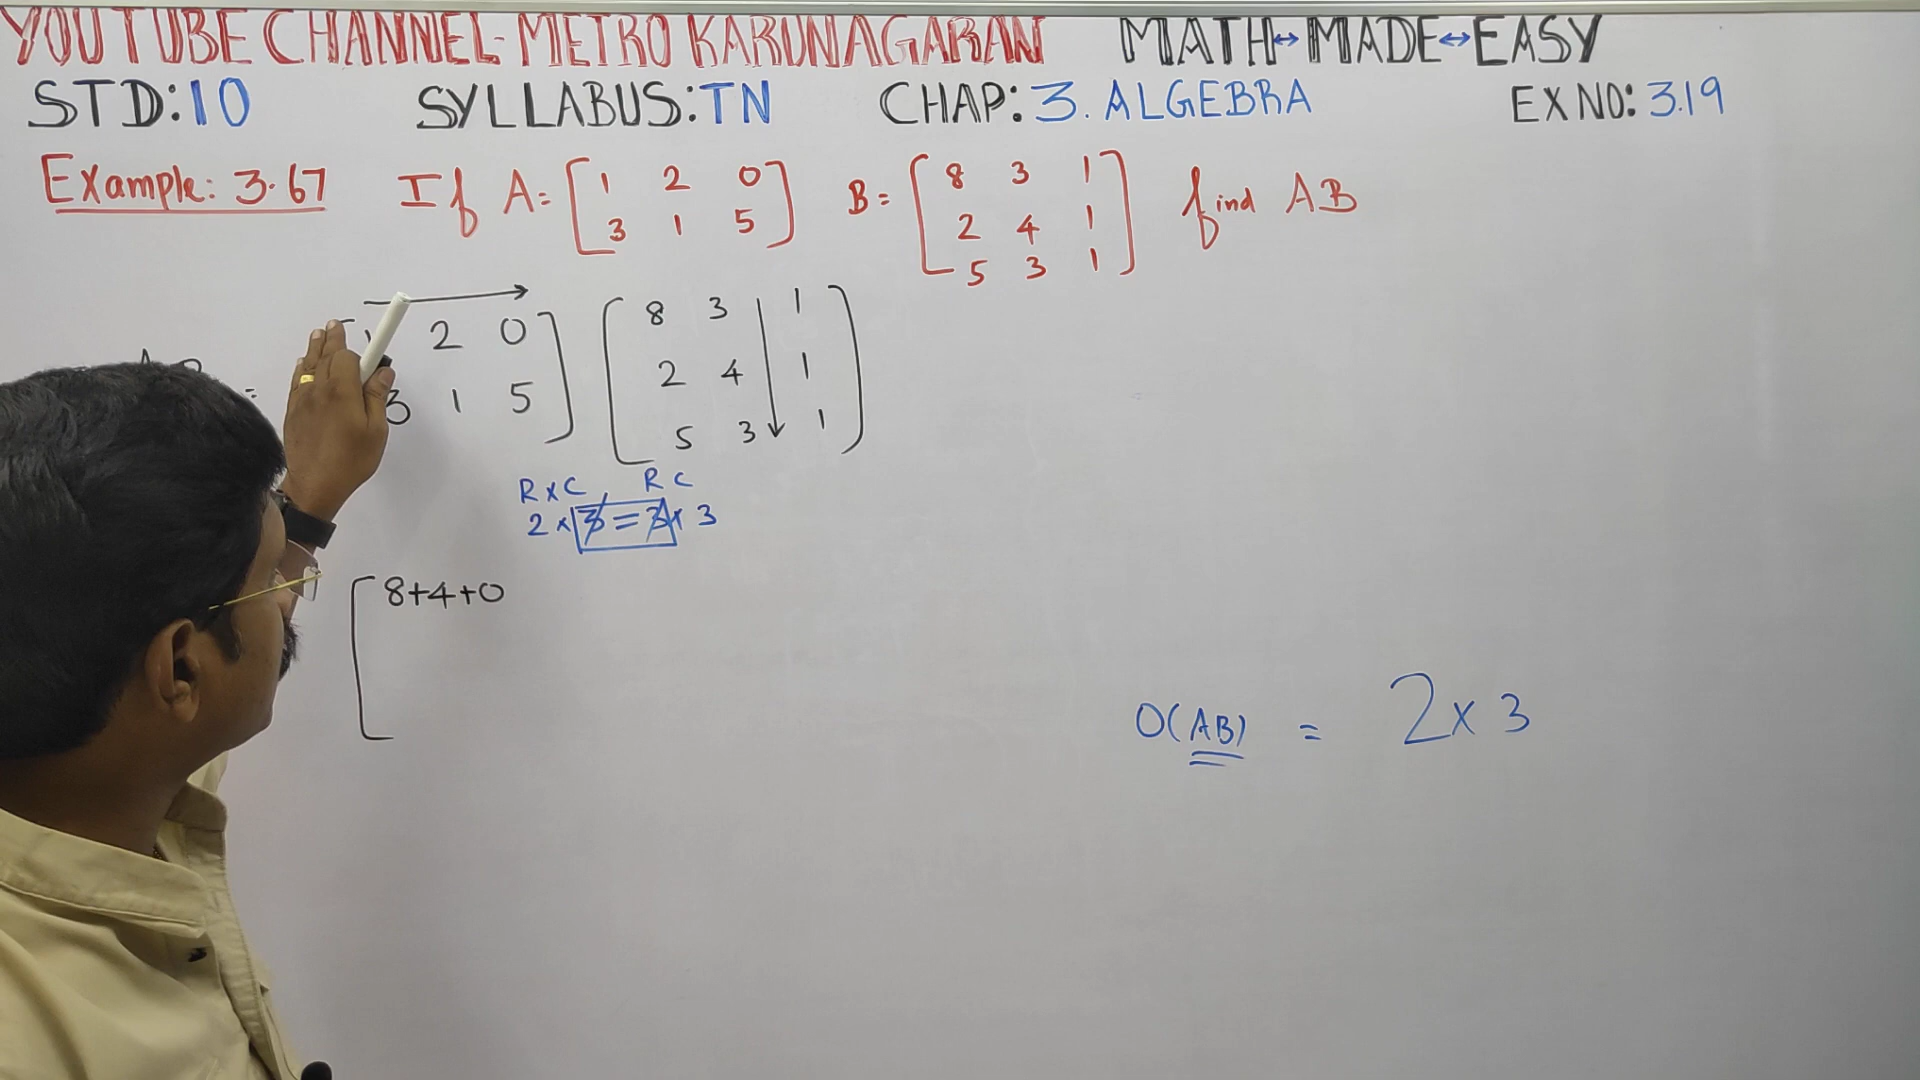 YOUTUBE CHANNEL-METRO KARUNAGARAN MATH↔MADE↔EASY
STD:10 SYLLABUS:TN CHAP:3.ALGEBRA EX NO:3.19
Example: 3.67 If A= [1 2 0 B= [8 3 1 find AB
3 1 5] 2 4 1
5 3 1]
2 0] [8 3 1
= 3 1 5 2 4 1
5 3 1]
R×C, R C
2×3=3×3
[8+4+0
O(AB) = 2×3